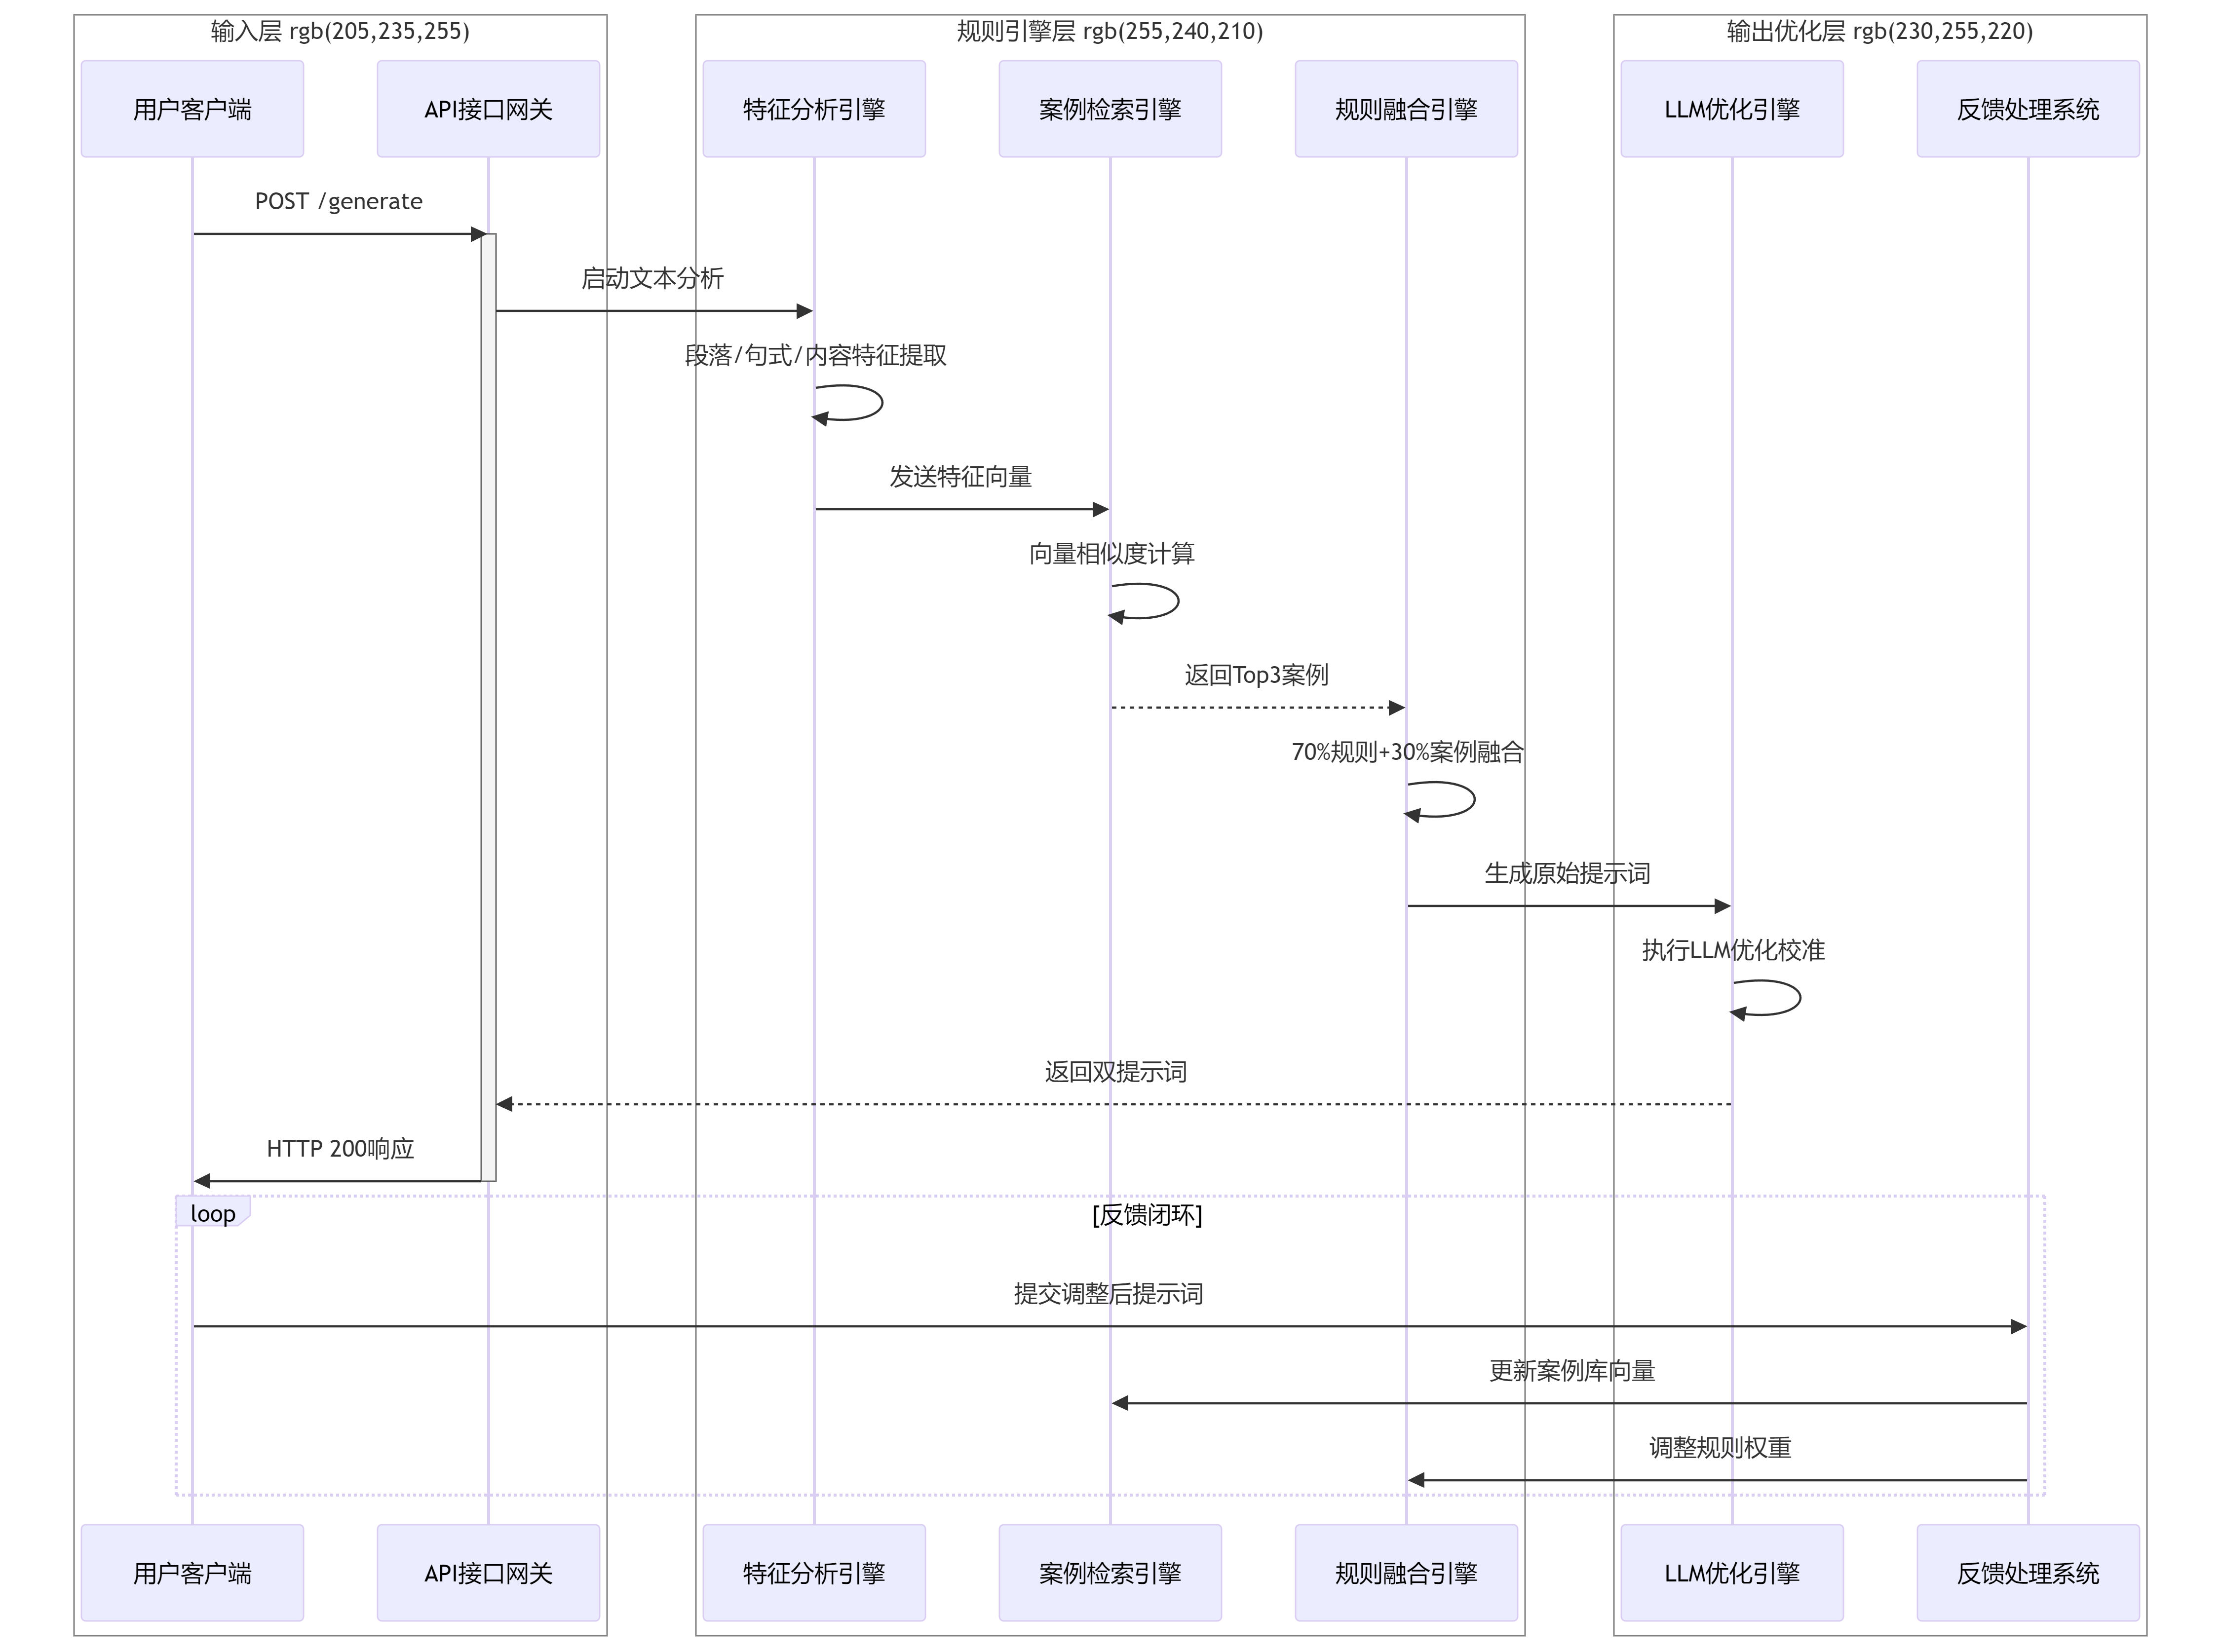 输入层 rgb(205,235,255)
规则引擎层 rgb(255,240,210)
输出优化层 rgb(230,255,220)
用户客户端
API接口网关
特征分析引擎
案例检索引擎
规则融合引擎
LLM优化引擎
反馈处理系统
POST /generate
启动文本分析
段落/句式/内容特征提取
发送特征向量
向量相似度计算
返回Top3案例
70%规则+30%案例融合
生成原始提示词
执行LLM优化校准
返回双提示词
HTTP 200响应
loop
[反馈闭环]
提交调整后提示词
更新案例库向量
调整规则权重
用户客户端
API接口网关
特征分析引擎
案例检索引擎
规则融合引擎
LLM优化引擎
反馈处理系统